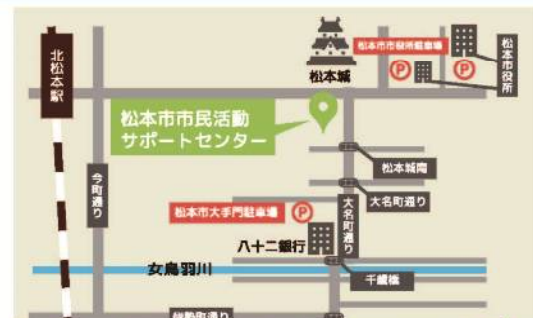 北松本駅
松本城
松本市市役所駐車場
P
P
松本市役所
松本市市民活動
サポートセンター
今町通り
松本城南
大名町通り
大名町通り
松本市大手門駐車場
P
八十二銀行
女鳥羽川
千歳橋